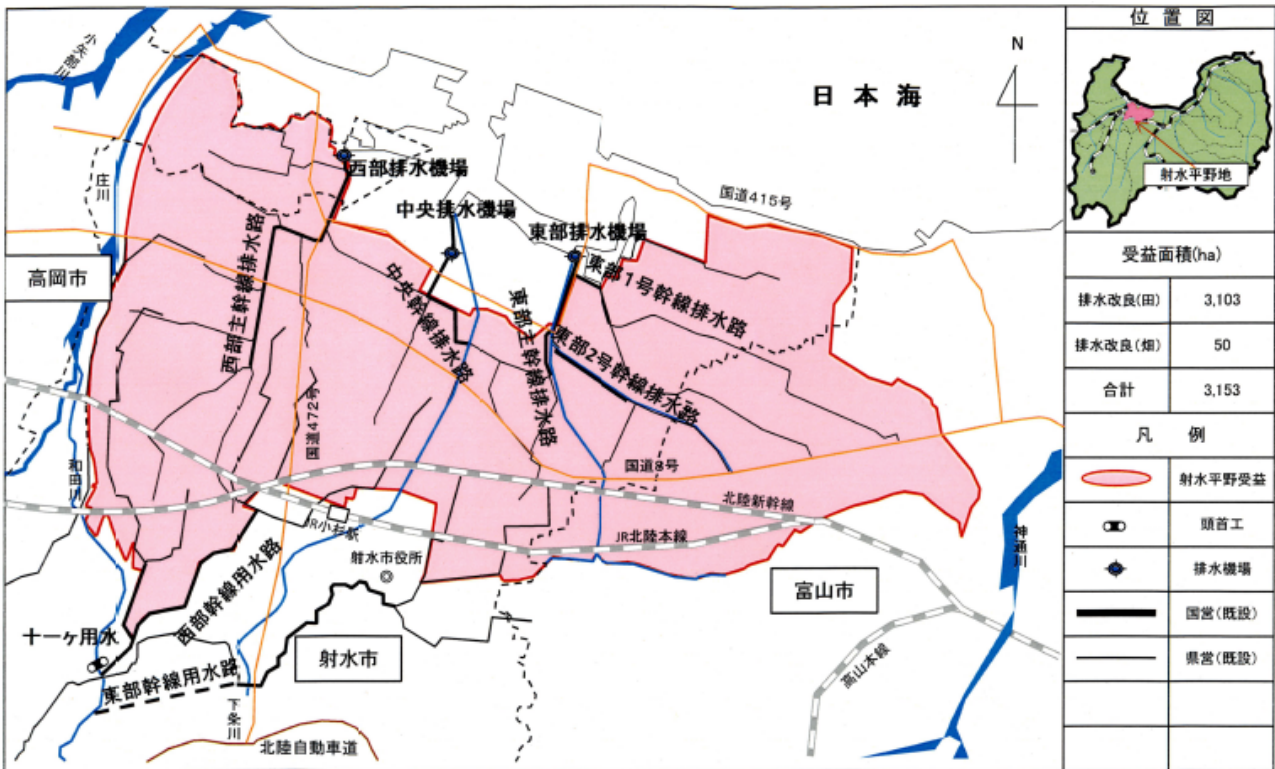 小矢部川
N
日本海
庄川
西部排水機場
国道415号
中央排水機場
東部排水機場
高岡市
西部主幹線排水路
中央幹線排水路
東部主幹線排水路
東部1号幹線排水路
東部2号幹線排水路
国道472号
国道8号
和田川
北陸新幹線
JR小杉駅
JR北陸本線
神通川
射水市役所
西部幹線用水路
富山市
十一ヶ用水
射水市
東部幹線用水路
高山本線
下条川
北陸自動車道
位置図
射水平野地
受益面積(ha)
排水改良(田) 3,103
排水改良(畑) 50
合計 3,153
凡例
射水平野受益
頭首工
排水機場
国営(既設)
県営(既設)